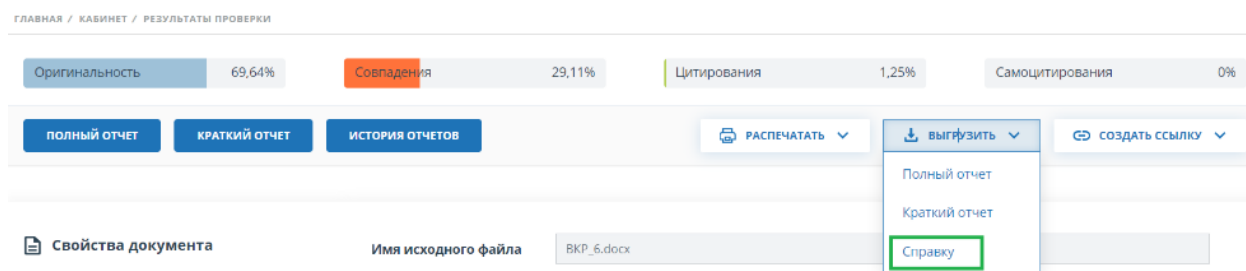 ГЛАВНАЯ / КАБИНЕТ / РЕЗУЛЬТАТЫ ПРОВЕРКИ
Оригинальность 69,64% Совпадения 29,11% Цитирования 1,25% Самоцитирования 0%
ПОЛНЫЙ ОТЧЕТ КРАТКИЙ ОТЧЕТ ИСТОРИЯ ОТЧЕТОВ РАСПЕЧАТАТЬ ВЫГРУЗИТЬ СОЗДАТЬ ССЫЛКУ
Полный отчет
Краткий отчет
Свойства документа Имя исходного файла ВКР_6.docx Справку